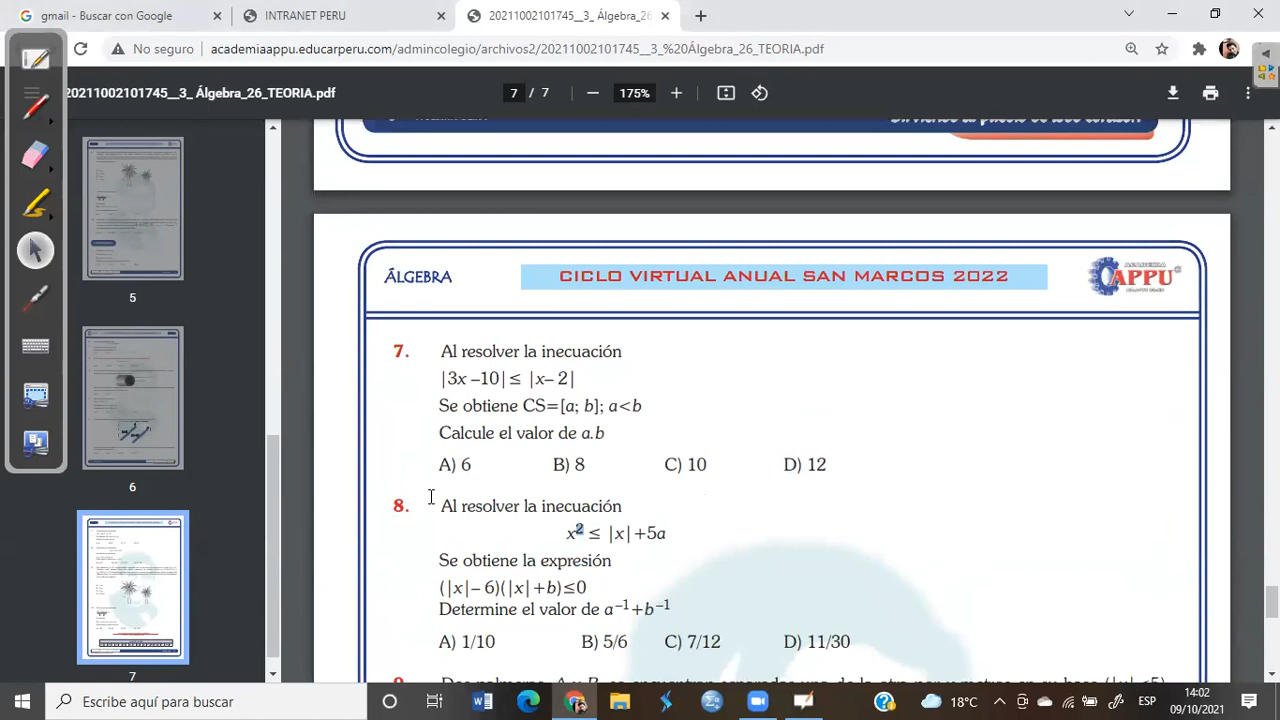 gmail - Buscar con Google
INTRANET PERU
20211002101745__3_ Álgebra_26_
No seguro
academiaappu.educarperu.com/admincolegio/archivos2/20211002101745__3_%20Álgebra_26_TEORIA.pdf
20211002101745__3_ Álgebra_26_TEORIA.pdf
7 / 7
175%
5
6
7
ÁLGEBRA
CICLO VIRTUAL ANUAL SAN MARCOS 2022
ACADEMIA
APPU
7. Al resolver la inecuación
|3x –10| ≤ |x– 2|
Se obtiene CS=[a; b]; a<b
Calcule el valor de a.b
A) 6 B) 8 C) 10 D) 12
8. Al resolver la inecuación
x² ≤ |x|+5a
Se obtiene la expresión
(|x|– 6)(|x|+b)≤0
Determine el valor de a⁻¹+b⁻¹
A) 1/10 B) 5/6 C) 7/12 D) 11/30
Escribe aquí para buscar
18°C
ESP
14:02
09/10/2021